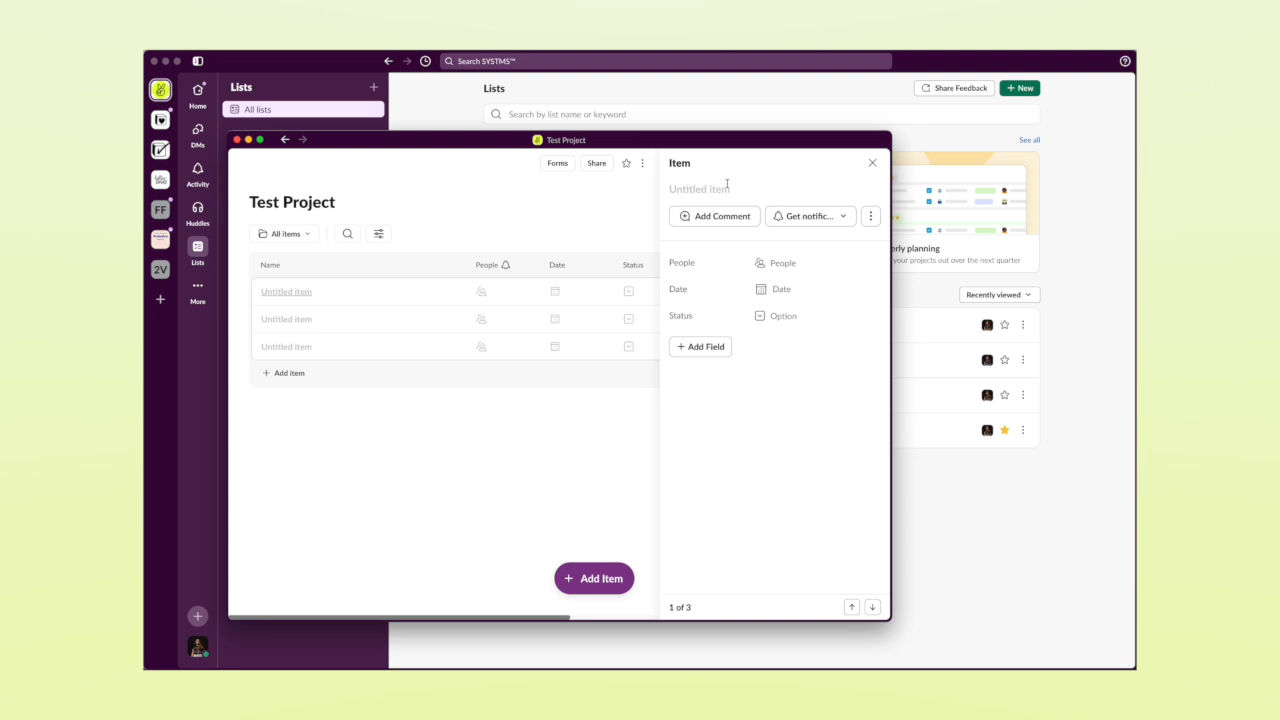 Search SYSTMS™
Home
DMs
Activity
Huddles
Lists
More
FF
2V
Lists
All lists
Lists
Share Feedback
New
Search by list name or keyword
See all
erly planning
your projects out over the next quarter
Recently viewed
Test Project
Forms
Share
Test Project
All items
Name People Date Status
Untitled item
Untitled item
Untitled item
Add item
Add Item
Item
Untitled item
Add Comment
Get notific...
People People
Date Date
Status Option
Add Field
1 of 3